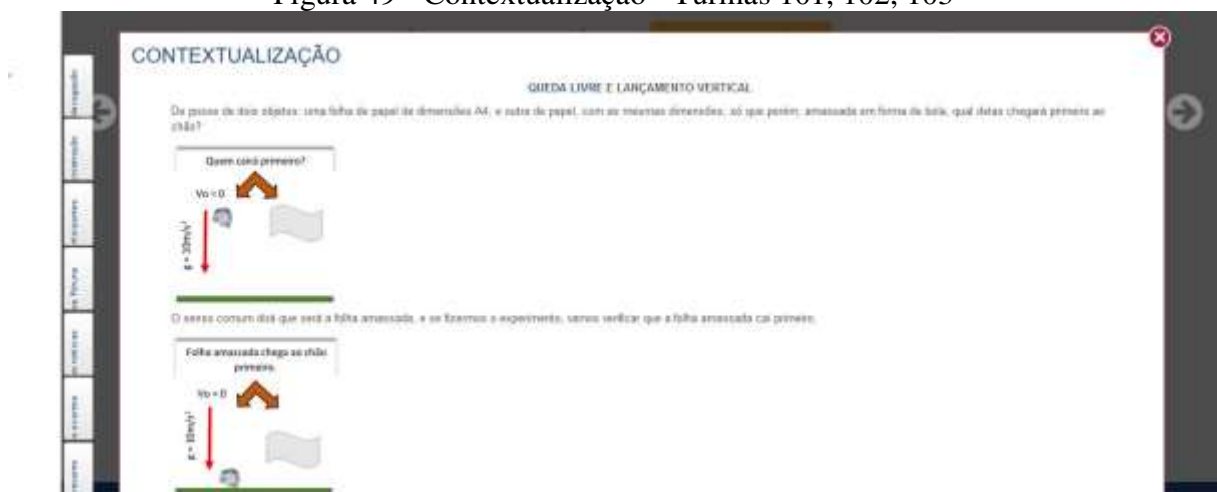 Figura 49 - Contextualização – Turmas 101, 102, 103
CONTEXTUALIZAÇÃO
QUEDA LIVRE E LANÇAMENTO VERTICAL
De posse de dois objetos: uma folha de papel de dimensões A4, e outra de papel, com as mesmas dimensões, só que porém, amassada em forma de bola, qual delas chegará primeiro ao
chão?
Quem cairá primeiro?
Vo = 0
g = 10m/s²
O senso comum dirá que será a folha amassada, e se fizermos o experimento, vamos verificar que a folha amassada cai primeiro.
Folha amassada chega ao chão
primeiro.
Vo = 0
g = 10m/s²